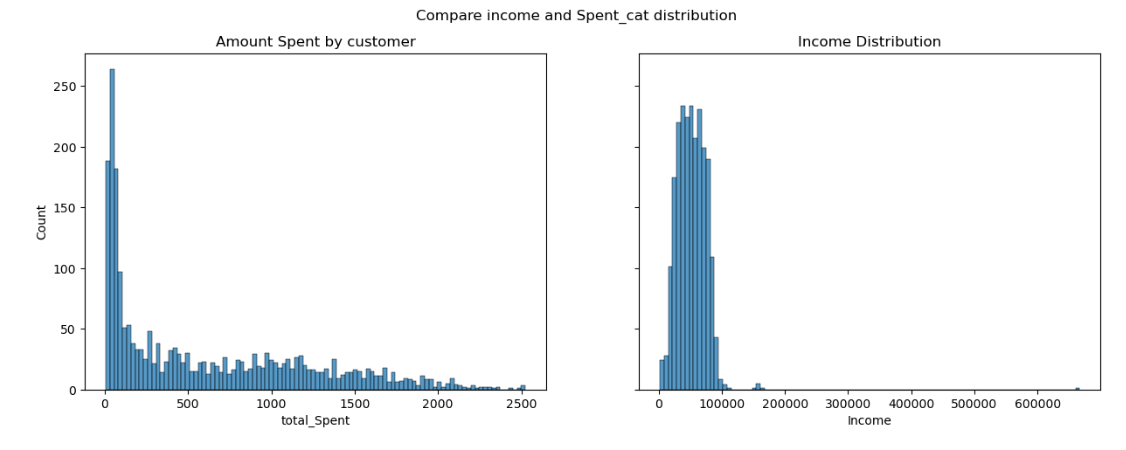 Compare income and Spent_cat distribution
Amount Spent by customer
Income Distribution
Count
250
200
150
100
50
0
0 500 1000 1500 2000 2500
total_Spent
0 100000 200000 300000 400000 500000 600000
Income